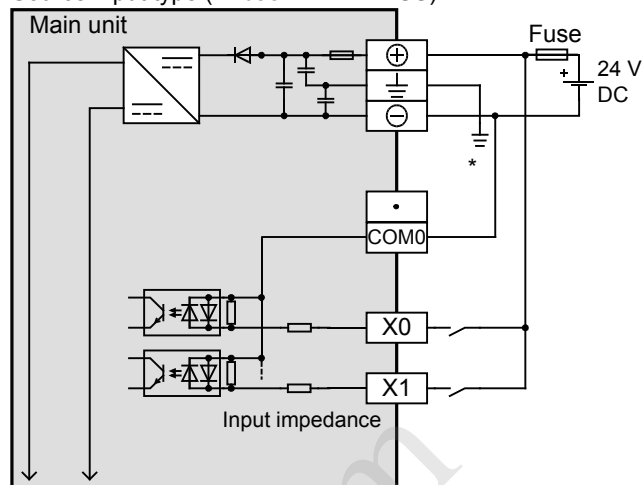 Main unit
Fuse
+
24 V
DC
*
•
COM0
X0
X1
Input impedance